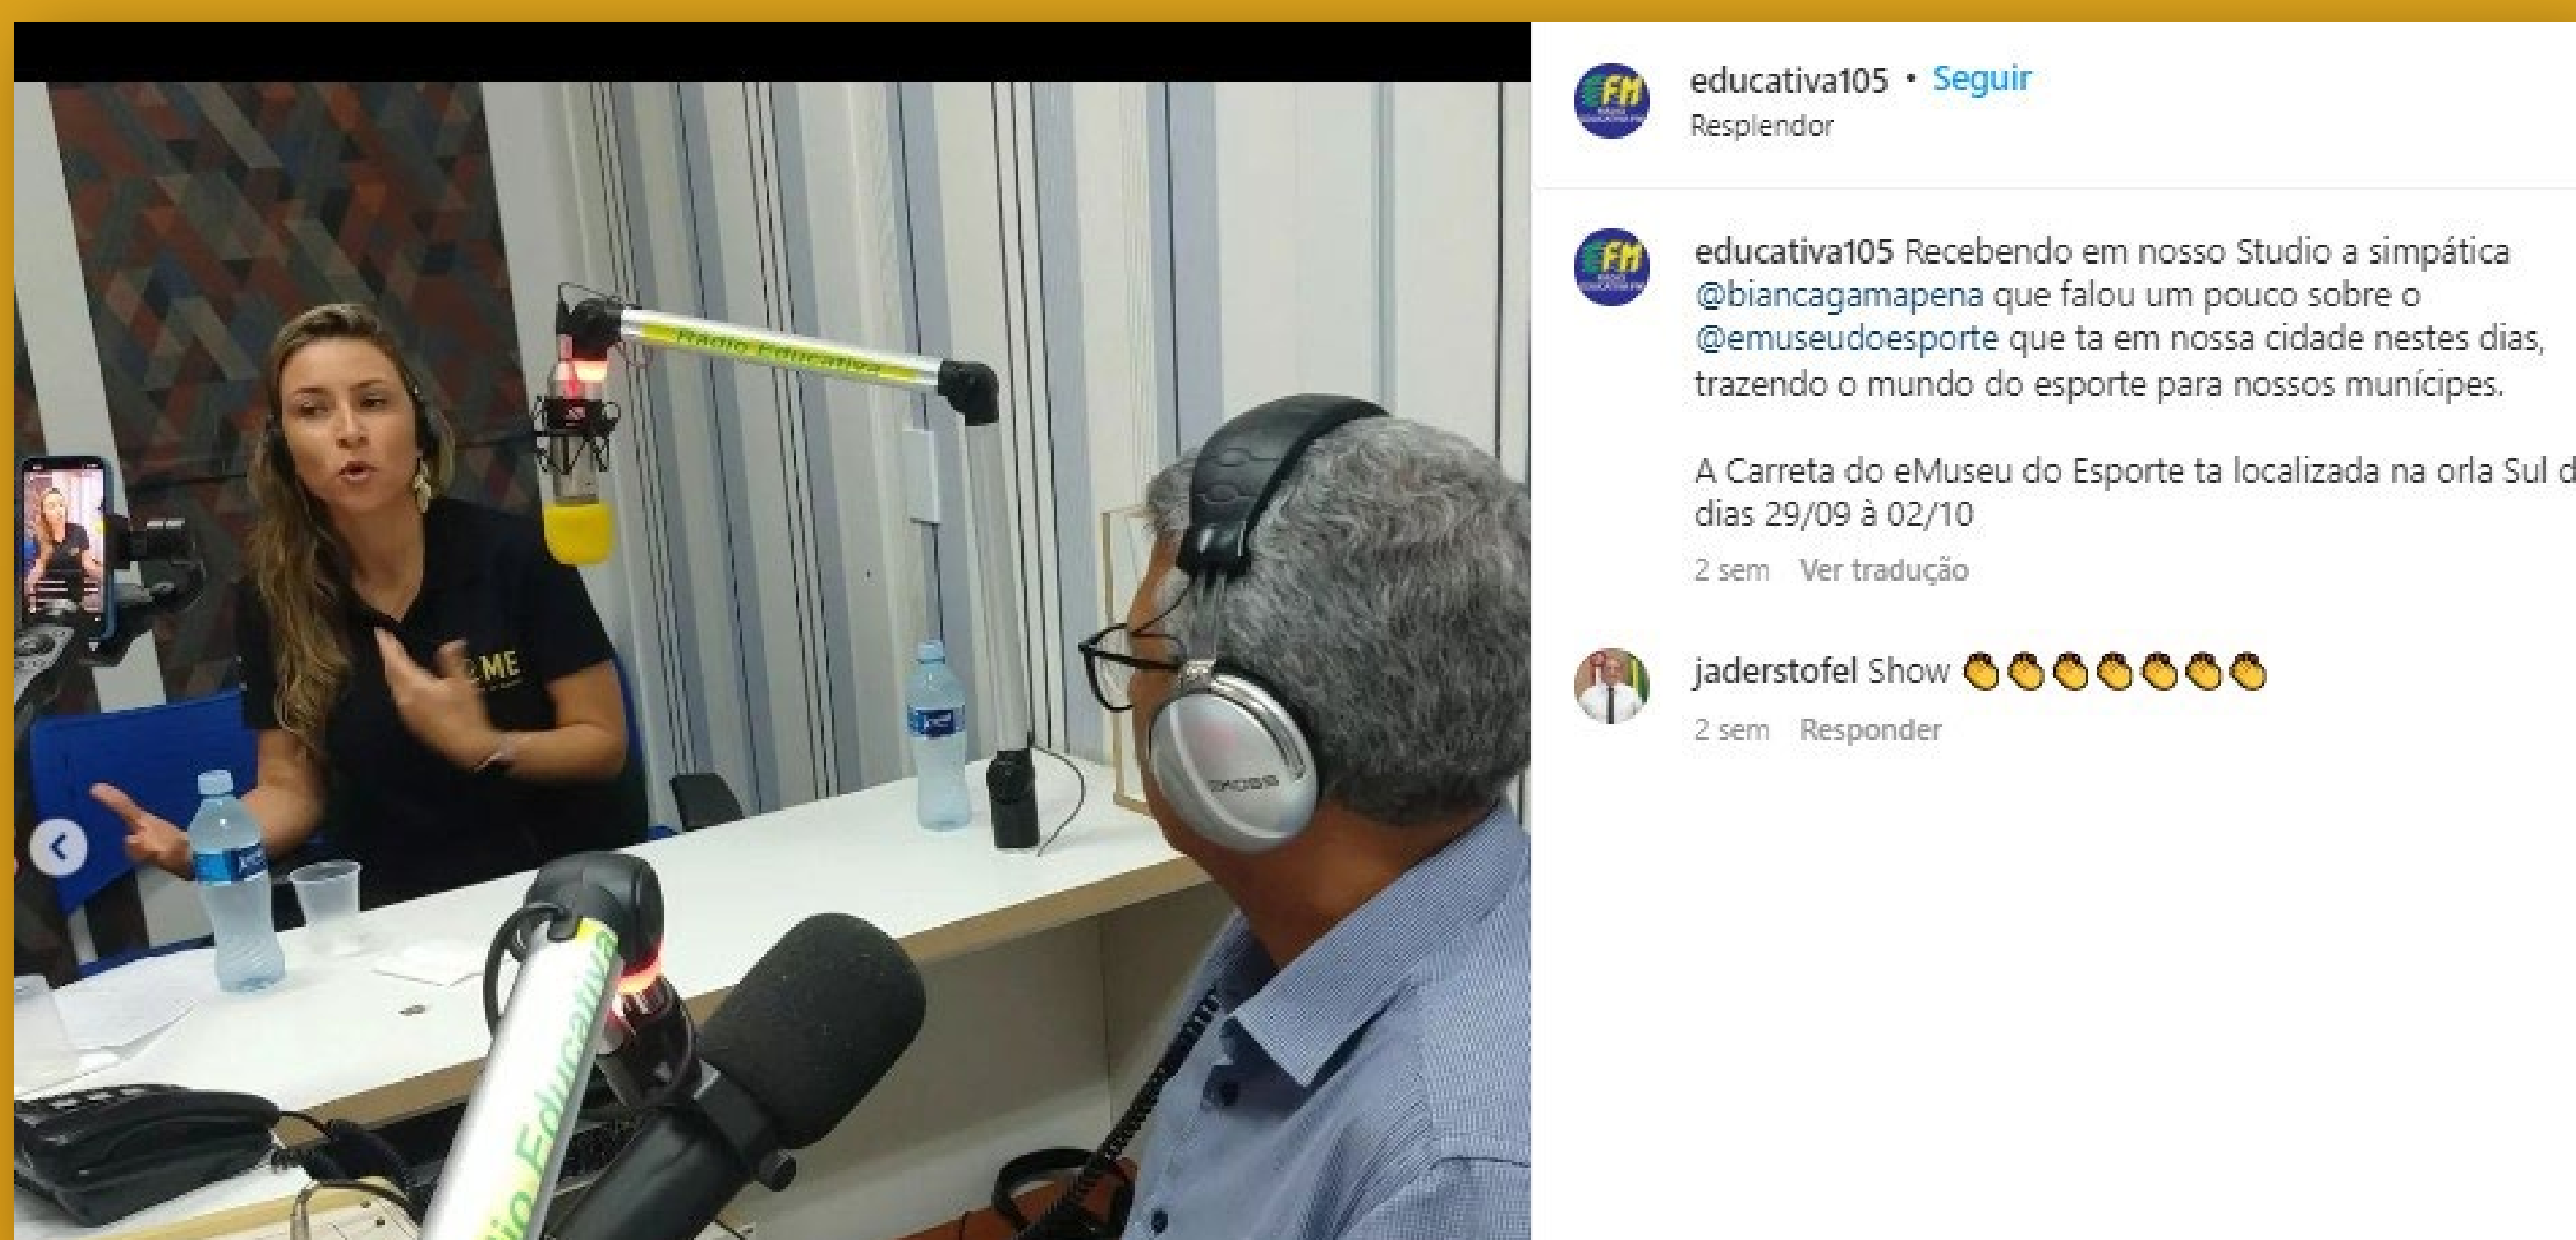 educativa105 • Seguir
Resplendor
educativa105 Recebendo em nosso Studio a simpática
@biancagamapena que falou um pouco sobre o
@emuseudoesporte que ta em nossa cidade nestes dias,
trazendo o mundo do esporte para nossos munícipes.
A Carreta do eMuseu do Esporte ta localizada na orla Sul d
dias 29/09 à 02/10
2 sem Ver tradução
jaderstofel Show 👏👏👏👏👏👏👏
2 sem Responder
Rádio Educativa
ME
KOSS
dio Educativa
FM